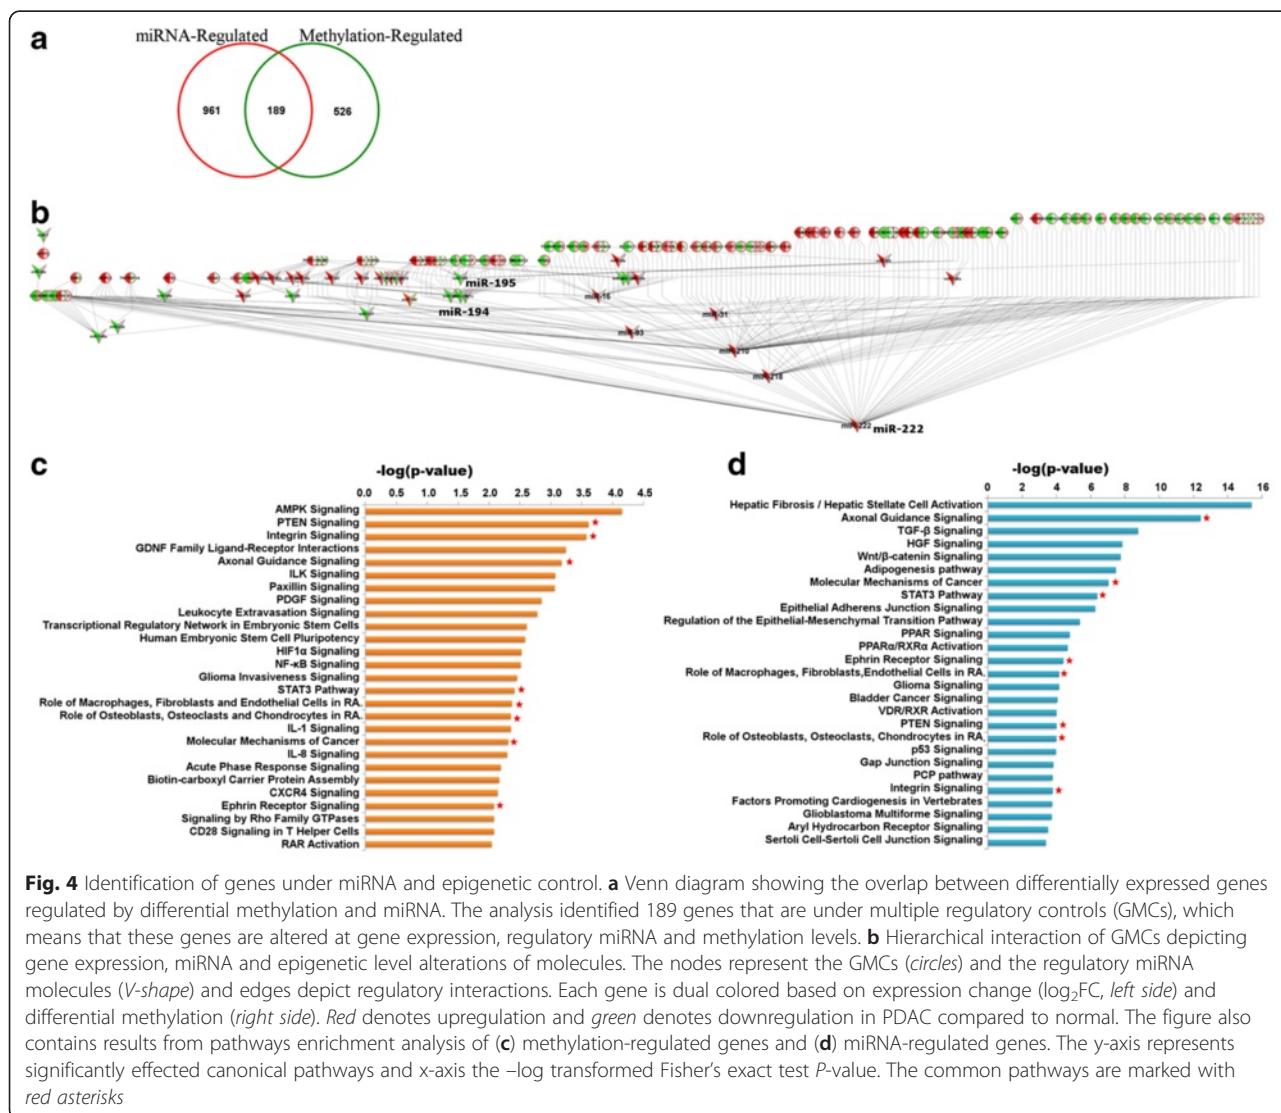 a
miRNA-Regulated Methylation-Regulated
961 189 526
b
miR-195
miR-16
miR-194
miR-31
miR-93
miR-210
miR-222 miR-222
c
-log(p-value)
0.0 0.5 1.0 1.5 2.0 2.5 3.0 3.5 4.0 4.5
AMPK Signaling
PTEN Signaling
Integrin Signaling
GDNF Family Ligand-Receptor Interactions
Axonal Guidance Signaling
ILK Signaling
Paxillin Signaling
PDGF Signaling
Leukocyte Extravasation Signaling
Transcriptional Regulatory Network in Embryonic Stem Cells
Human Embryonic Stem Cell Pluripotency
HIF1α Signaling
NF-κB Signaling
Glioma Invasiveness Signaling
STAT3 Pathway
Role of Macrophages, Fibroblasts and Endothelial Cells in RA.
Role of Osteoblasts, Osteoclasts and Chondrocytes in RA.
IL-1 Signaling
Molecular Mechanisms of Cancer
IL-8 Signaling
Acute Phase Response Signaling
Biotin-carboxyl Carrier Protein Assembly
CXCR4 Signaling
Ephrin Receptor Signaling
Signaling by Rho Family GTPases
CD28 Signaling in T Helper Cells
RAR Activation
d
-log(p-value)
0 2 4 6 8 10 12 14 16
Hepatic Fibrosis / Hepatic Stellate Cell Activation
Axonal Guidance Signaling
TGF-β Signaling
HGF Signaling
Wnt/β-catenin Signaling
Adipogenesis pathway
Molecular Mechanisms of Cancer
STAT3 Pathway
Epithelial Adherens Junction Signaling
Regulation of the Epithelial-Mesenchymal Transition Pathway
PPAR Signaling
PPARα/RXRα Activation
Ephrin Receptor Signaling
Role of Macrophages, Fibroblasts,Endothelial Cells in RA.
Glioma Signaling
Bladder Cancer Signaling
VDR/RXR Activation
PTEN Signaling
Role of Osteoblasts, Osteoclasts, Chondrocytes in RA.
p53 Signaling
Gap Junction Signaling
PCP pathway
Integrin Signaling
Factors Promoting Cardiogenesis in Vertebrates
Glioblastoma Multiforme Signaling
Aryl Hydrocarbon Receptor Signaling
Sertoli Cell-Sertoli Cell Junction Signaling
Fig. 4 Identification of genes under miRNA and epigenetic control. a Venn diagram showing the overlap between differentially expressed genes
regulated by differential methylation and miRNA. The analysis identified 189 genes that are under multiple regulatory controls (GMCs), which
means that these genes are altered at gene expression, regulatory miRNA and methylation levels. b Hierarchical interaction of GMCs depicting
gene expression, miRNA and epigenetic level alterations of molecules. The nodes represent the GMCs (circles) and the regulatory miRNA
molecules (V-shape) and edges depict regulatory interactions. Each gene is dual colored based on expression change (log₂FC, left side) and
differential methylation (right side). Red denotes upregulation and green denotes downregulation in PDAC compared to normal. The figure also
contains results from pathways enrichment analysis of (c) methylation-regulated genes and (d) miRNA-regulated genes. The y-axis represents
significantly effected canonical pathways and x-axis the –log transformed Fisher's exact test P-value. The common pathways are marked with
red asterisks